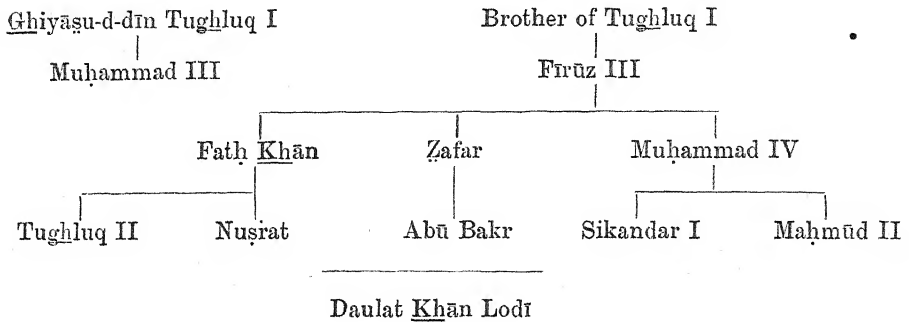 Ghiyāṣu-d-dīn Tughluq I Brother of Tughluq I
Muḥammad III Fīrūz III
Fatḥ Khān Ẓafar Muḥammad IV
Tughluq II Nuṣrat Abū Bakr Sikandar I Maḥmūd II
Daulat Khān Lodī